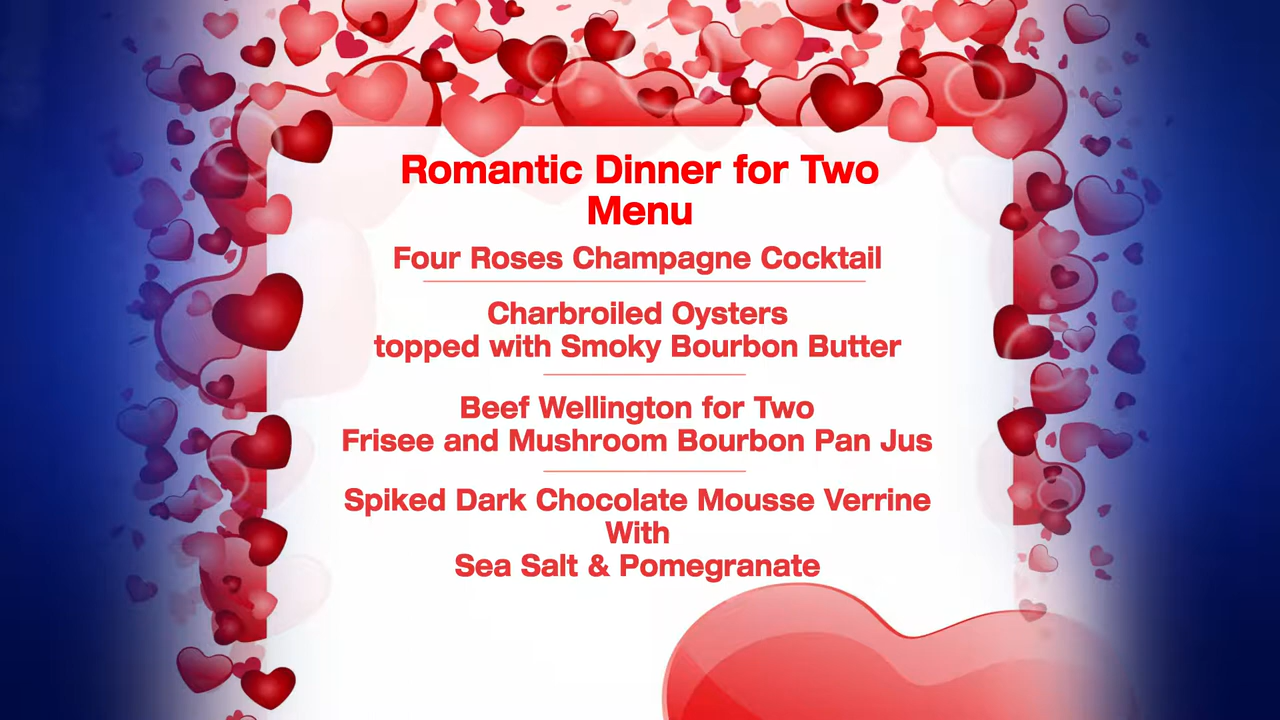 Romantic Dinner for Two
Menu
Four Roses Champagne Cocktail
Charbroiled Oysters
topped with Smoky Bourbon Butter
Beef Wellington for Two
Frisee and Mushroom Bourbon Pan Jus
Spiked Dark Chocolate Mousse Verrine
With
Sea Salt & Pomegranate